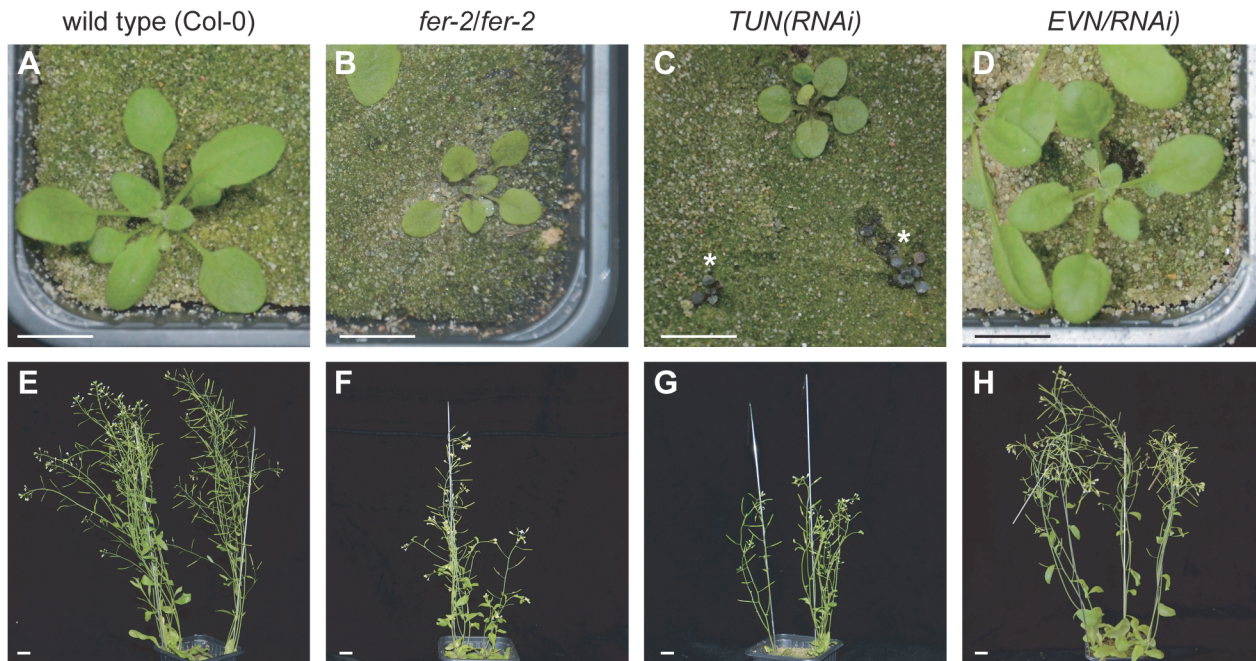 wild type (Col-0) fer-2/fer-2 TUN(RNAi) EVN/RNAi)
A B C D
* *
E F G H